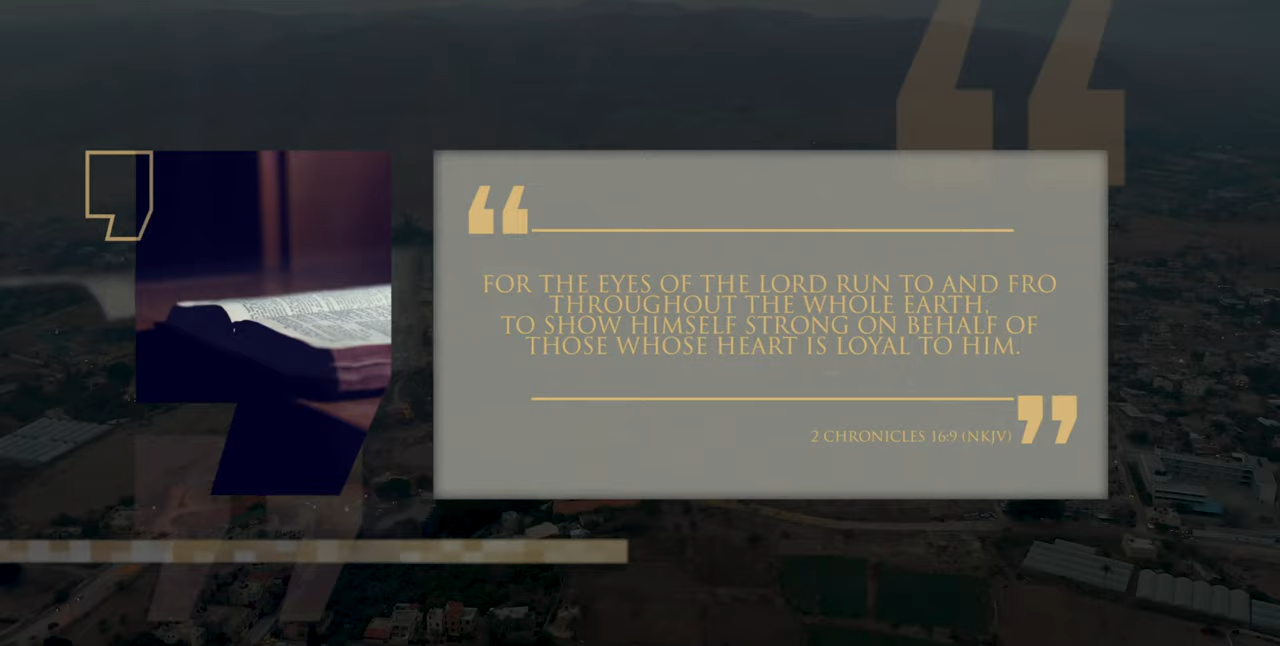 FOR THE EYES OF THE LORD RUN TO AND FRO
THROUGHOUT THE WHOLE EARTH,
TO SHOW HIMSELF STRONG ON BEHALF OF
THOSE WHOSE HEART IS LOYAL TO HIM.
2 CHRONICLES 16:9 (NKJV)